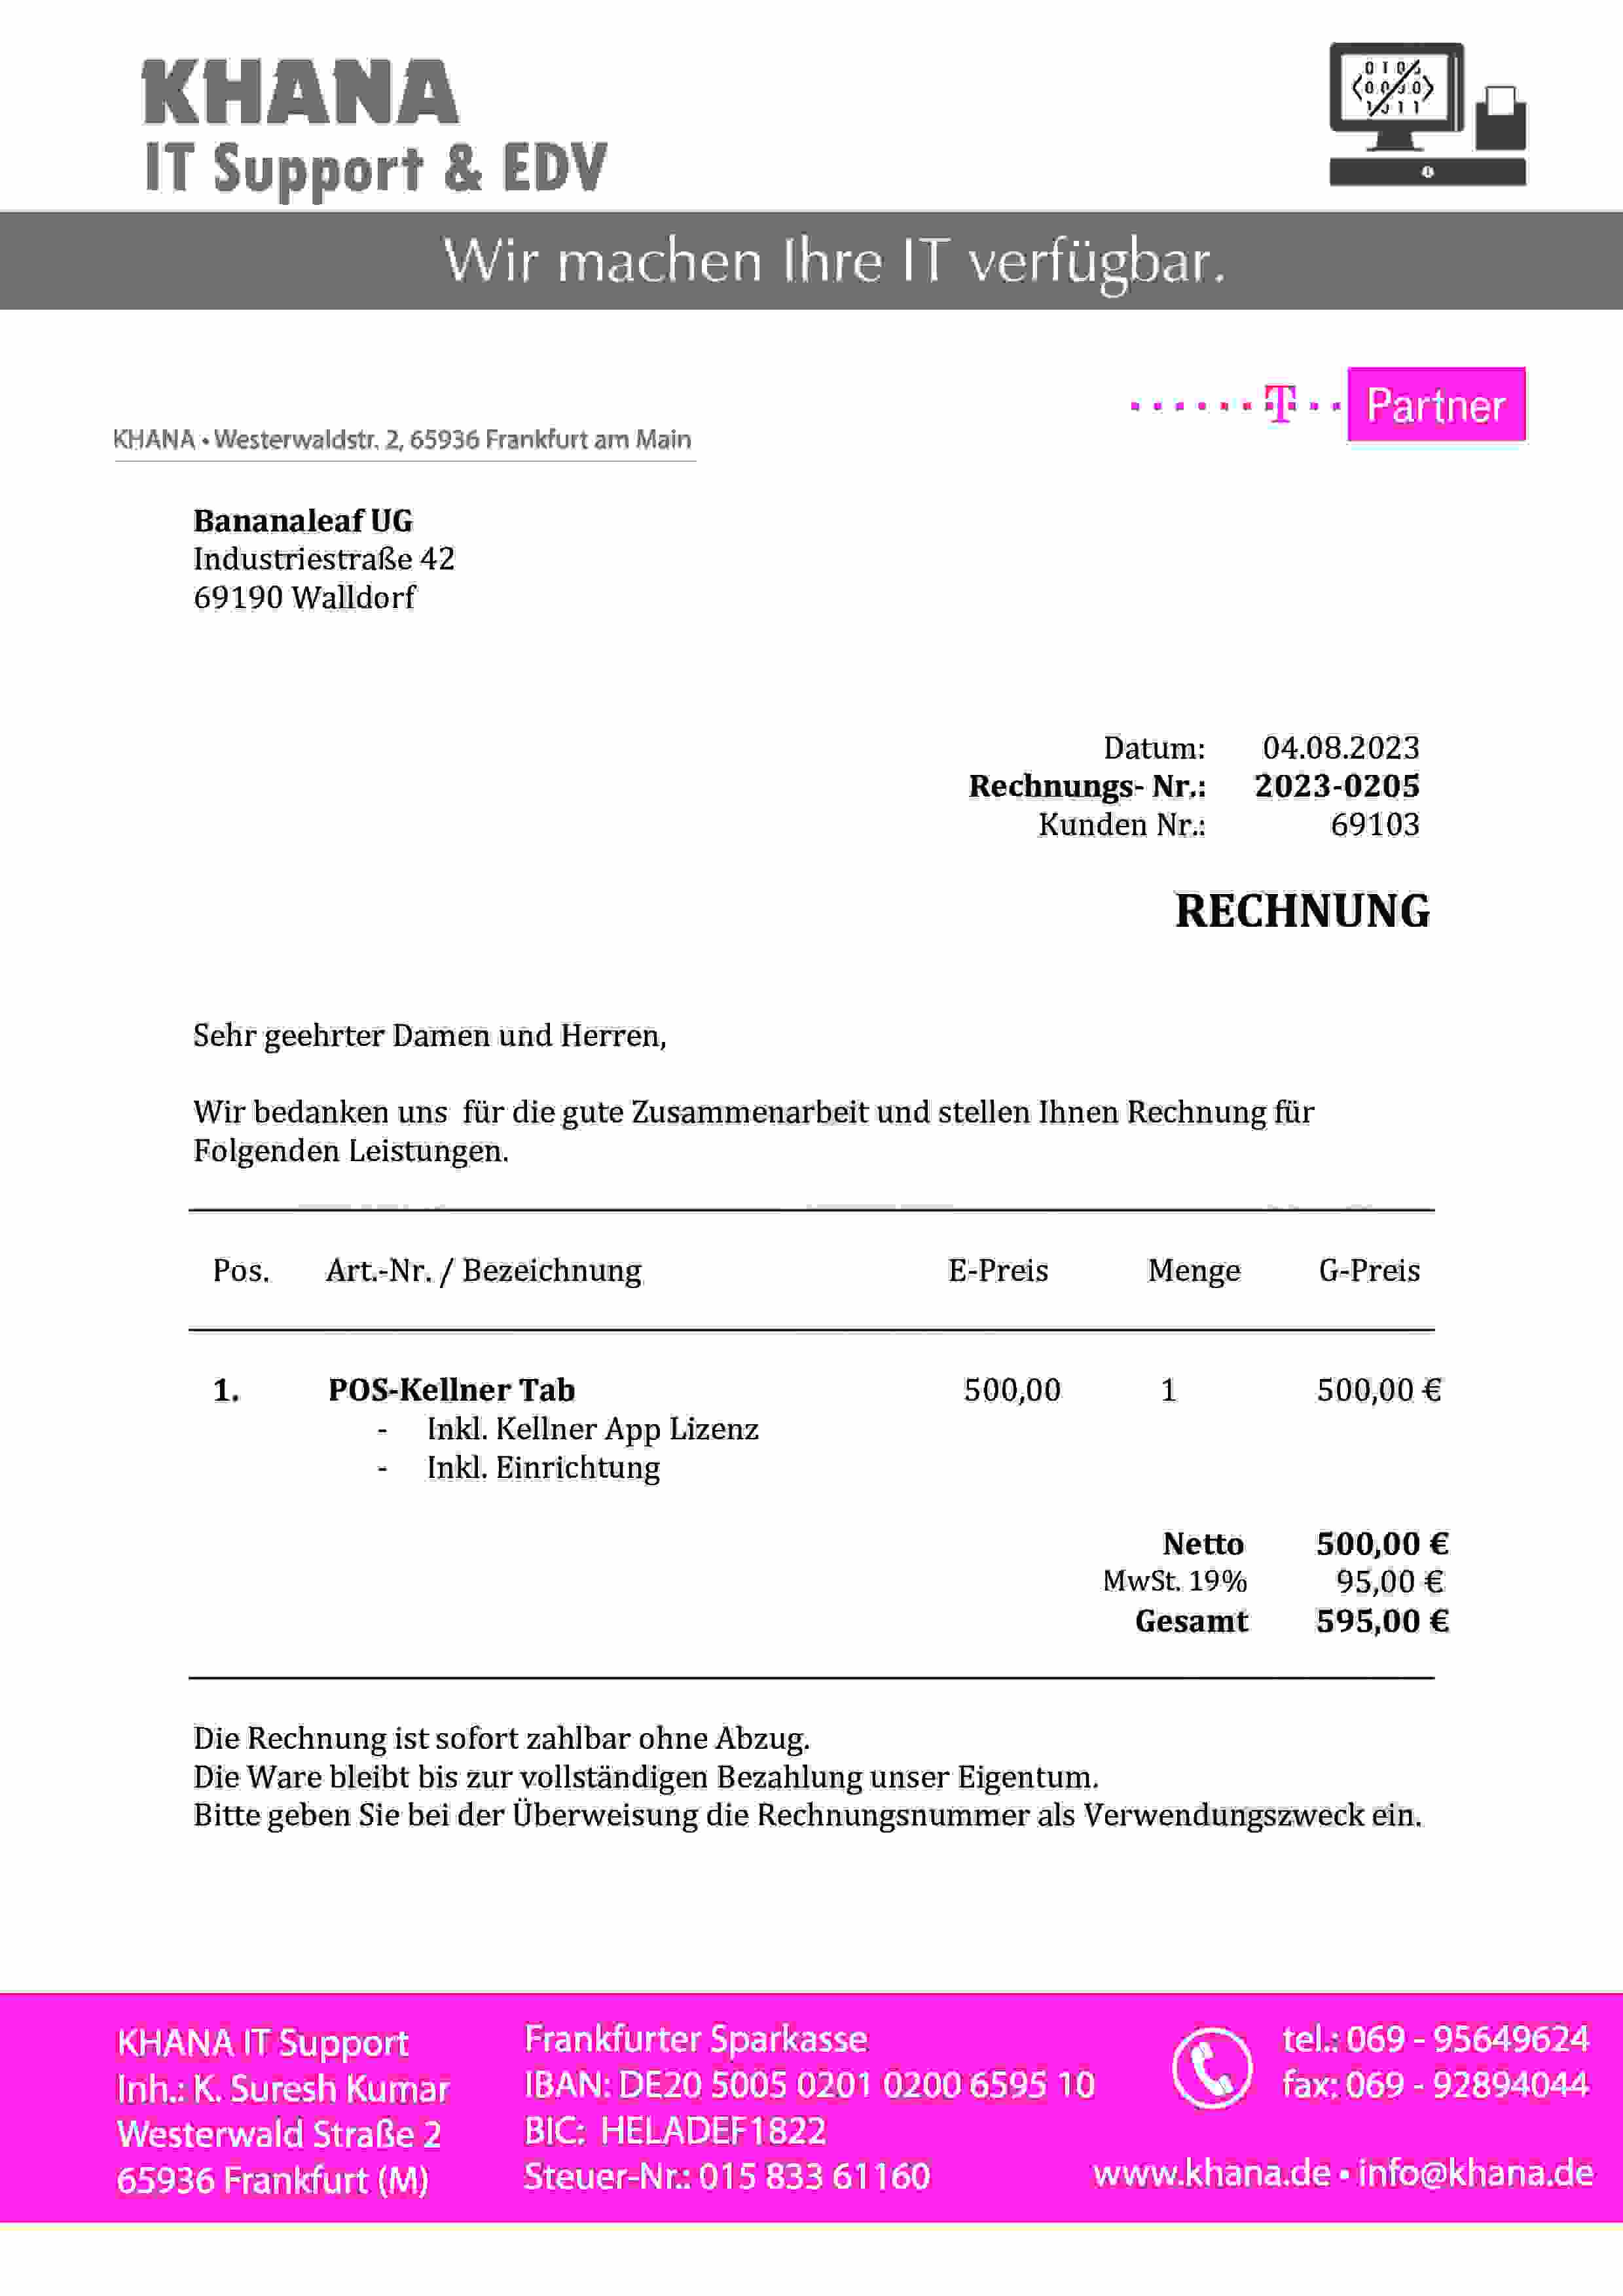 KHANA
IT Support & EDV
Wir machen Ihre IT verfügbar.
T Partner
KHANA • Westerwaldstr. 2, 65936 Frankfurt am Main
Bananaleaf UG
Industriestraße 42
69190 Walldorf
Datum: 04.08.2023
Rechnungs- Nr.: 2023-0205
Kunden Nr.: 69103
RECHNUNG
Sehr geehrter Damen und Herren,
Wir bedanken uns für die gute Zusammenarbeit und stellen Ihnen Rechnung für
Folgenden Leistungen.
Pos. Art.-Nr. / Bezeichnung E-Preis Menge G-Preis
1. POS-Kellner Tab 500,00 1 500,00 €
- Inkl. Kellner App Lizenz
- Inkl. Einrichtung
Netto 500,00 €
MwSt. 19% 95,00 €
Gesamt 595,00 €
Die Rechnung ist sofort zahlbar ohne Abzug.
Die Ware bleibt bis zur vollständigen Bezahlung unser Eigentum.
Bitte geben Sie bei der Überweisung die Rechnungsnummer als Verwendungszweck ein.
KHANA IT Support
Inh.: K. Suresh Kumar
Westerwald Straße 2
65936 Frankfurt (M)
Frankfurter Sparkasse
IBAN: DE20 5005 0201 0200 6595 10
BIC: HELADEF1822
Steuer-Nr.: 015 833 61160
tel.: 069 - 95649624
fax: 069 - 92894044
www.khana.de • info@khana.de